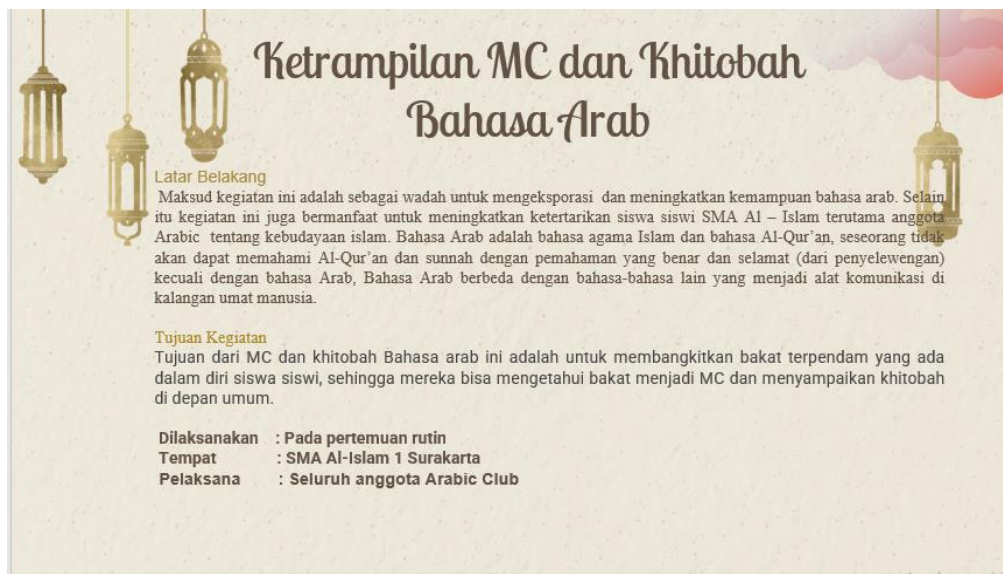 Ketrampilan MC dan Khitobah
Bahasa Arab
Latar Belakang
Maksud kegiatan ini adalah sebagai wadah untuk mengeksporasi dan meningkatkan kemampuan bahasa arab. Selain
itu kegiatan ini juga bermanfaat untuk meningkatkan ketertarikan siswa siswi SMA Al – Islam terutama anggota
Arabic tentang kebudayaan islam. Bahasa Arab adalah bahasa agama Islam dan bahasa Al-Qur’an, seseorang tidak
akan dapat memahami Al-Qur’an dan sunnah dengan pemahaman yang benar dan selamat (dari penyelewengan)
kecuali dengan bahasa Arab, Bahasa Arab berbeda dengan bahasa-bahasa lain yang menjadi alat komunikasi di
kalangan umat manusia.
Tujuan Kegiatan
Tujuan dari MC dan khitobah Bahasa arab ini adalah untuk membangkitkan bakat terpendam yang ada
dalam diri siswa siswi, sehingga mereka bisa mengetahui bakat menjadi MC dan menyampaikan khitobah
di depan umum.
Dilaksanakan : Pada pertemuan rutin
Tempat : SMA Al-Islam 1 Surakarta
Pelaksana : Seluruh anggota Arabic Club